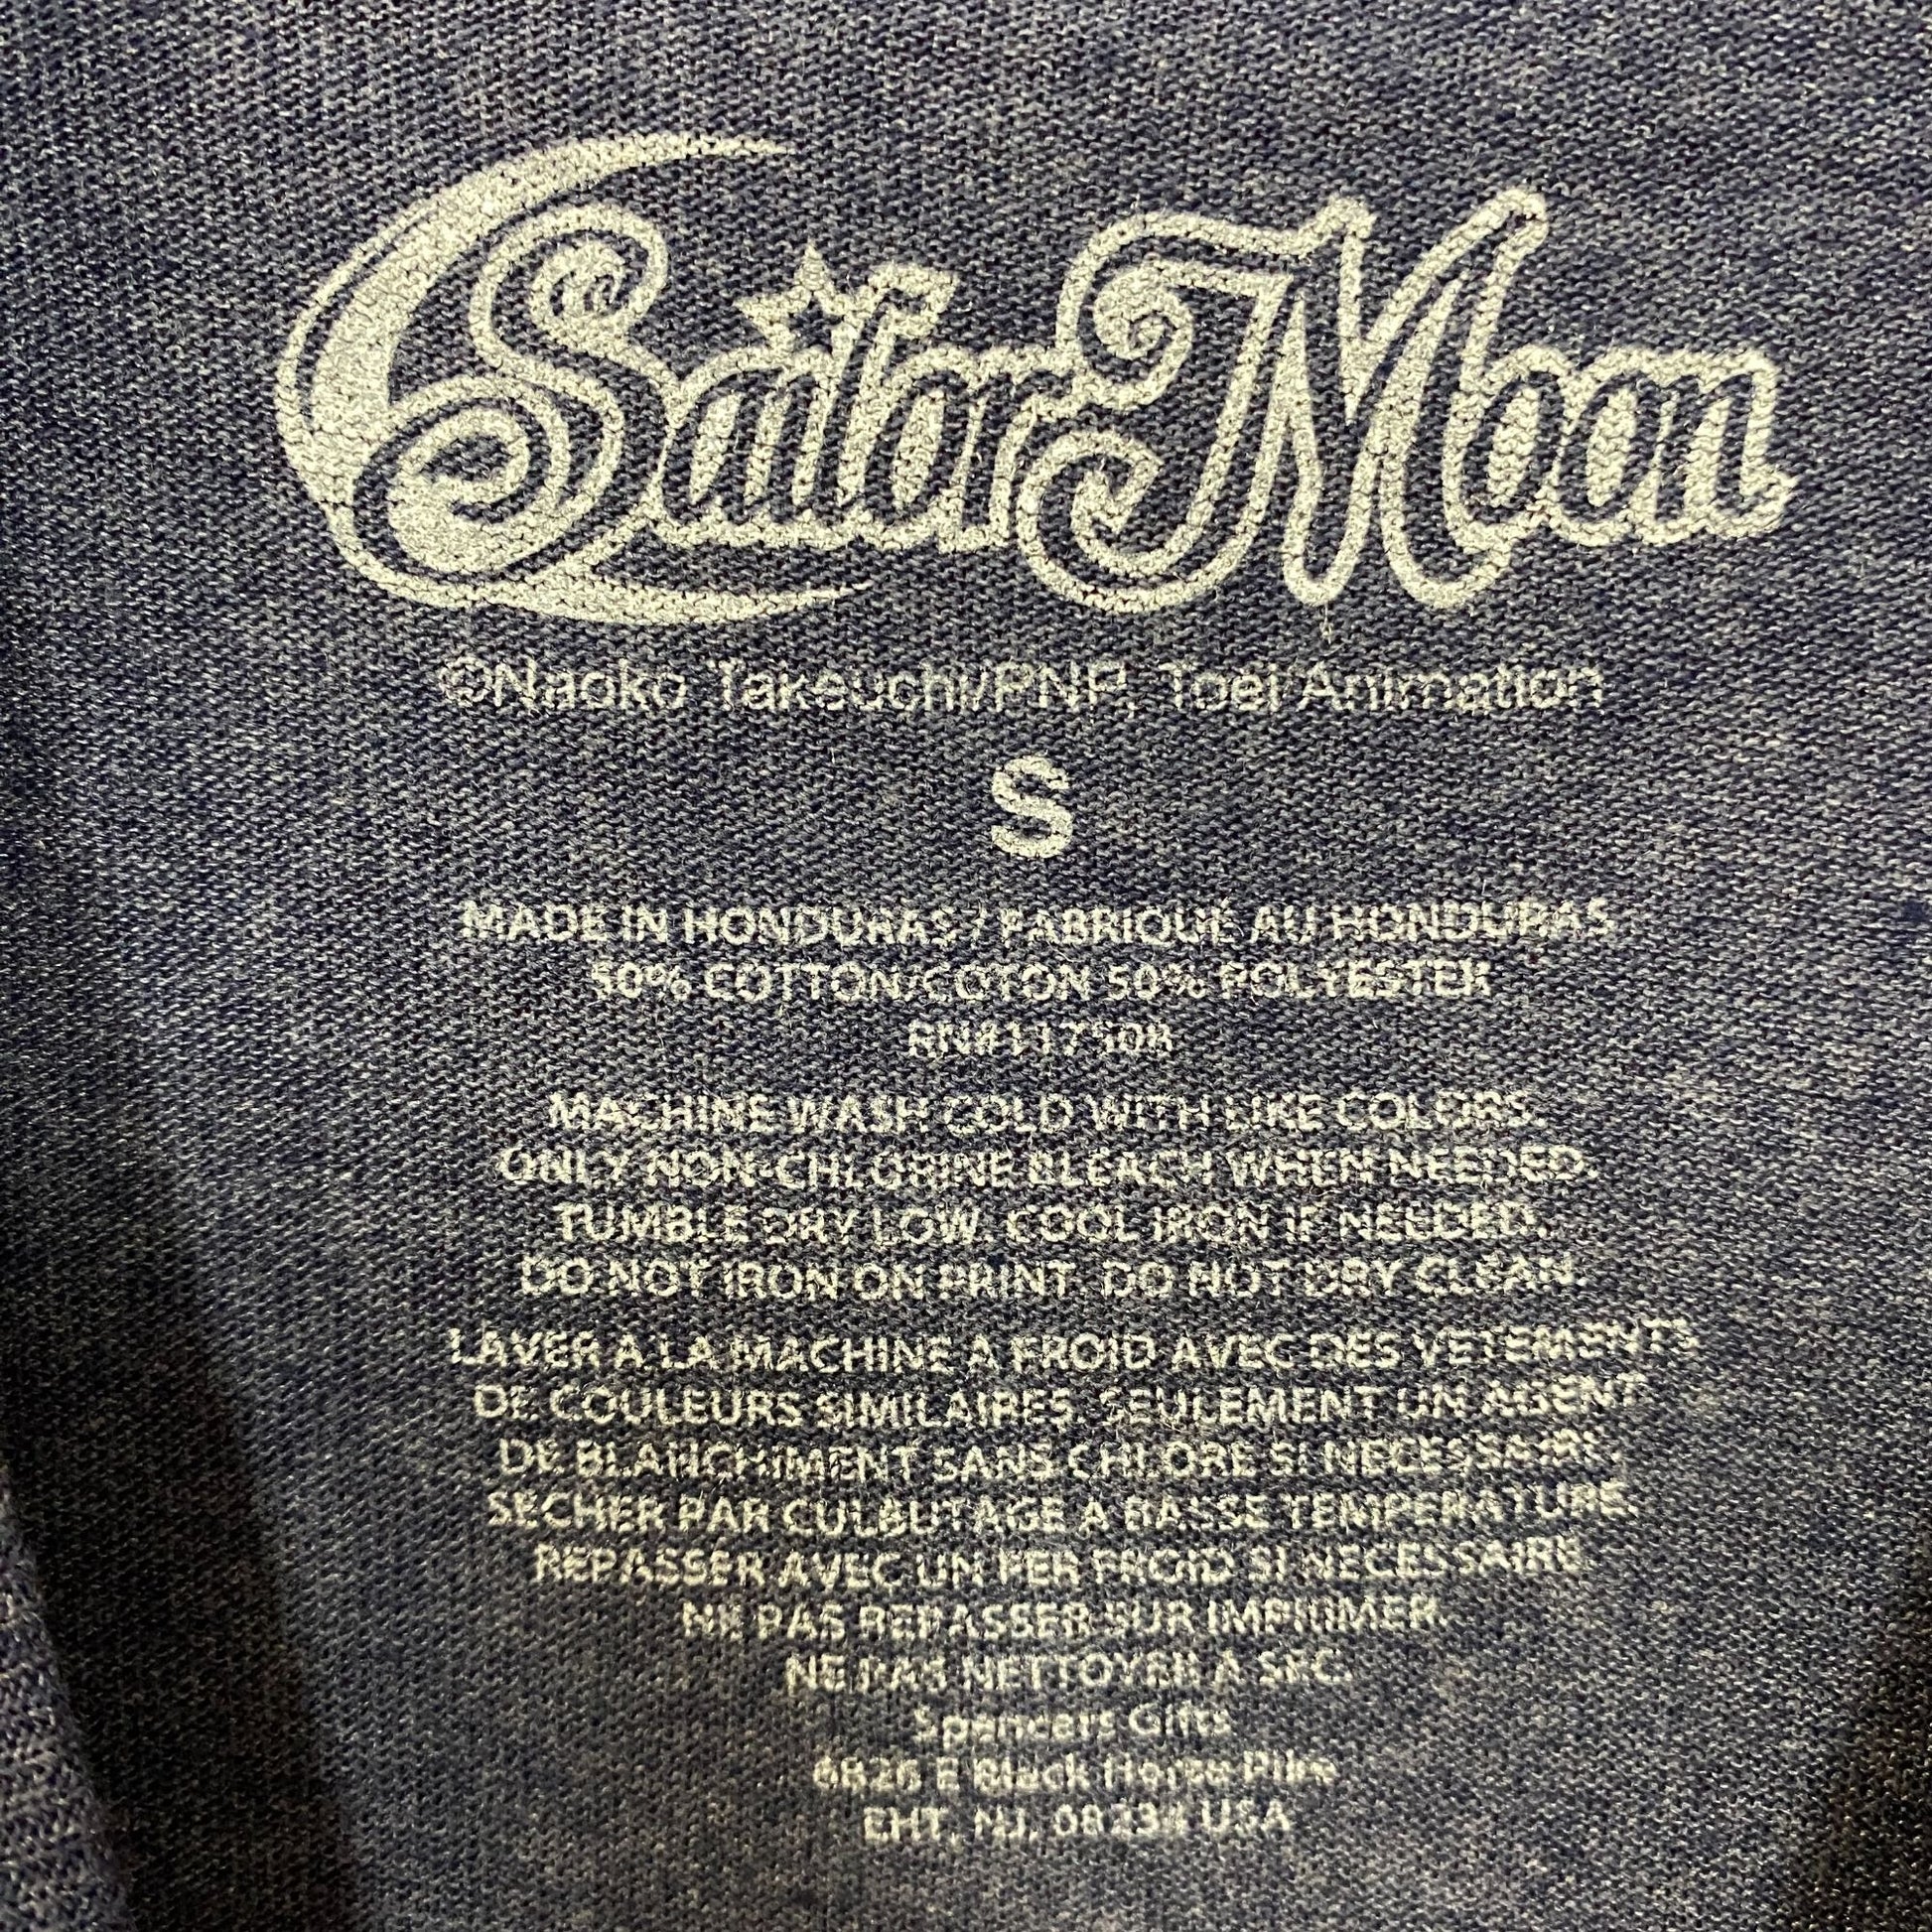 Sailor Moon
©Naoko Takeuchi/PNP, Toei Animation
S
MADE IN HONDURAS / FABRIQUÉ AU HONDURAS
50% COTTON/COTON 50% POLYESTER
RN#117108
MACHINE WASH COLD WITH LIKE COLORS.
ONLY NON-CHLORINE BLEACH WHEN NEEDED.
TUMBLE DRY LOW. COOL IRON IF NEEDED.
DO NOT IRON ON PRINT. DO NOT DRY CLEAN.
LAVER A LA MACHINE A FROID AVEC DES VETEMENTS
DE COULEURS SIMILAIRES. SEULEMENT UN AGENT
DE BLANCHIMENT SANS CHLORE SI NECESSAIRE.
SECHER PAR CULBUTAGE A BASSE TEMPERATURE.
REPASSER AVEC UN FER FROID SI NECESSAIRE.
NE PAS REPASSER SUR IMPRIMER.
NE PAS NETTOYER A SEC.
Spencers Gifts
6826 E Black Horse Pike
EHT, NJ, 08234 USA